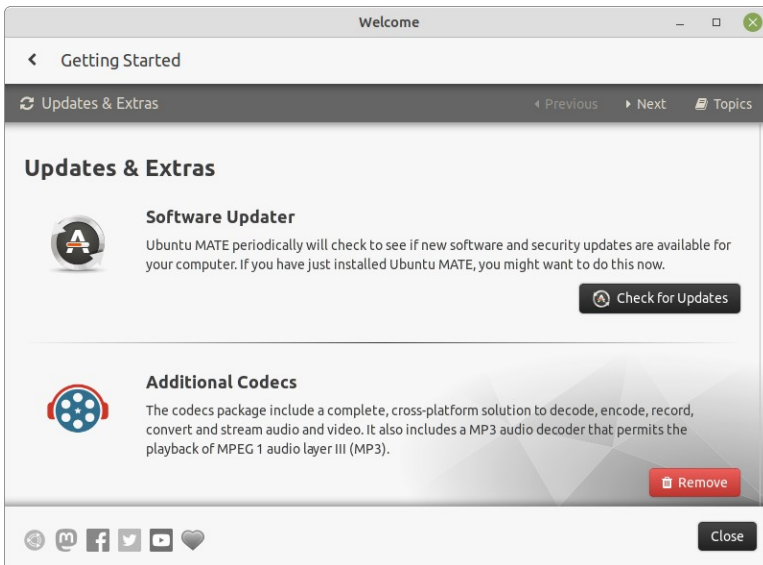 Welcome
Getting Started
Updates & Extras
Previous
Next
Topics
Updates & Extras
Software Updater
Ubuntu MATE periodically will check to see if new software and security updates are available for
your computer. If you have just installed Ubuntu MATE, you might want to do this now.
Check for Updates
Additional Codecs
The codecs package include a complete, cross-platform solution to decode, encode, record,
convert and stream audio and video. It also includes a MP3 audio decoder that permits the
playback of MPEG 1 audio layer III (MP3).
Remove
Close